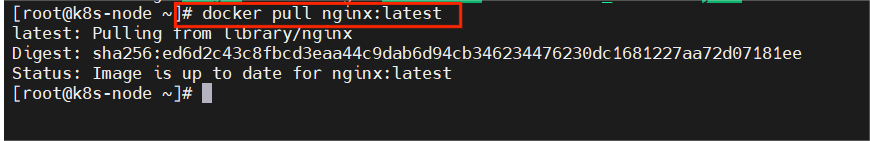 [root@k8s-node ~]# docker pull nginx:latest
latest: Pulling from library/nginx
Digest: sha256:ed6d2c43c8fbcd3eaa44c9dab6d94cb346234476230dc1681227aa72d07181ee
Status: Image is up to date for nginx:latest
[root@k8s-node ~]#